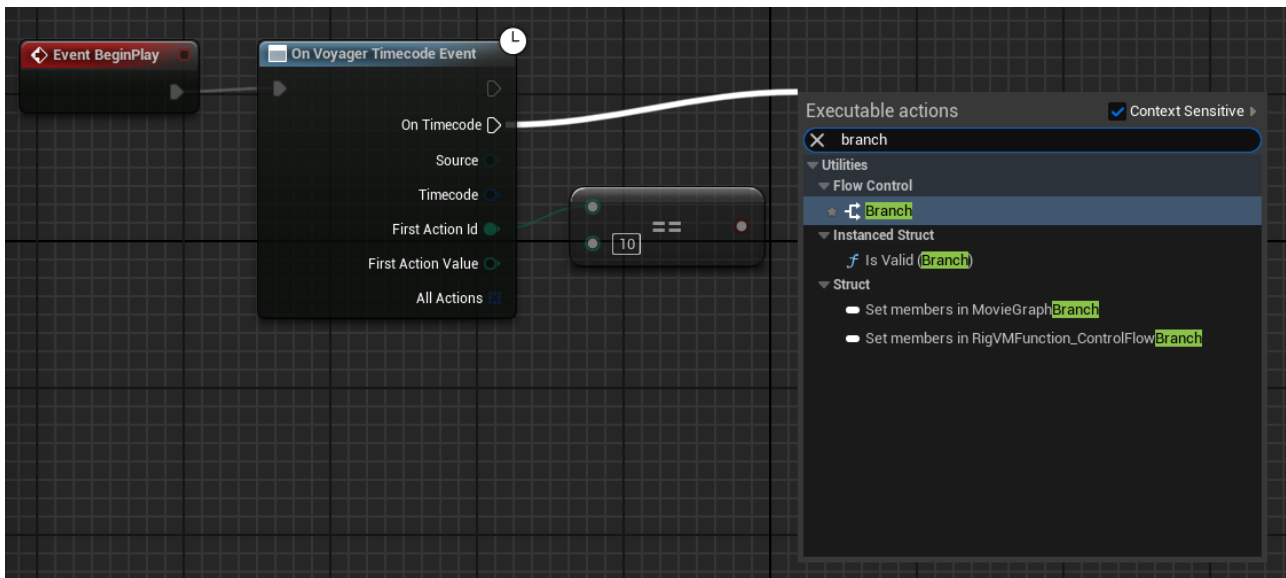 Event BeginPlay
On Voyager Timecode Event
On Timecode
Source
Timecode
First Action Id
First Action Value
All Actions
==
10
Executable actions
Context Sensitive
branch
Utilities
Flow Control
Branch
Instanced Struct
f Is Valid (Branch)
Struct
Set members in MovieGraphBranch
Set members in RigVMFunction_ControlFlowBranch